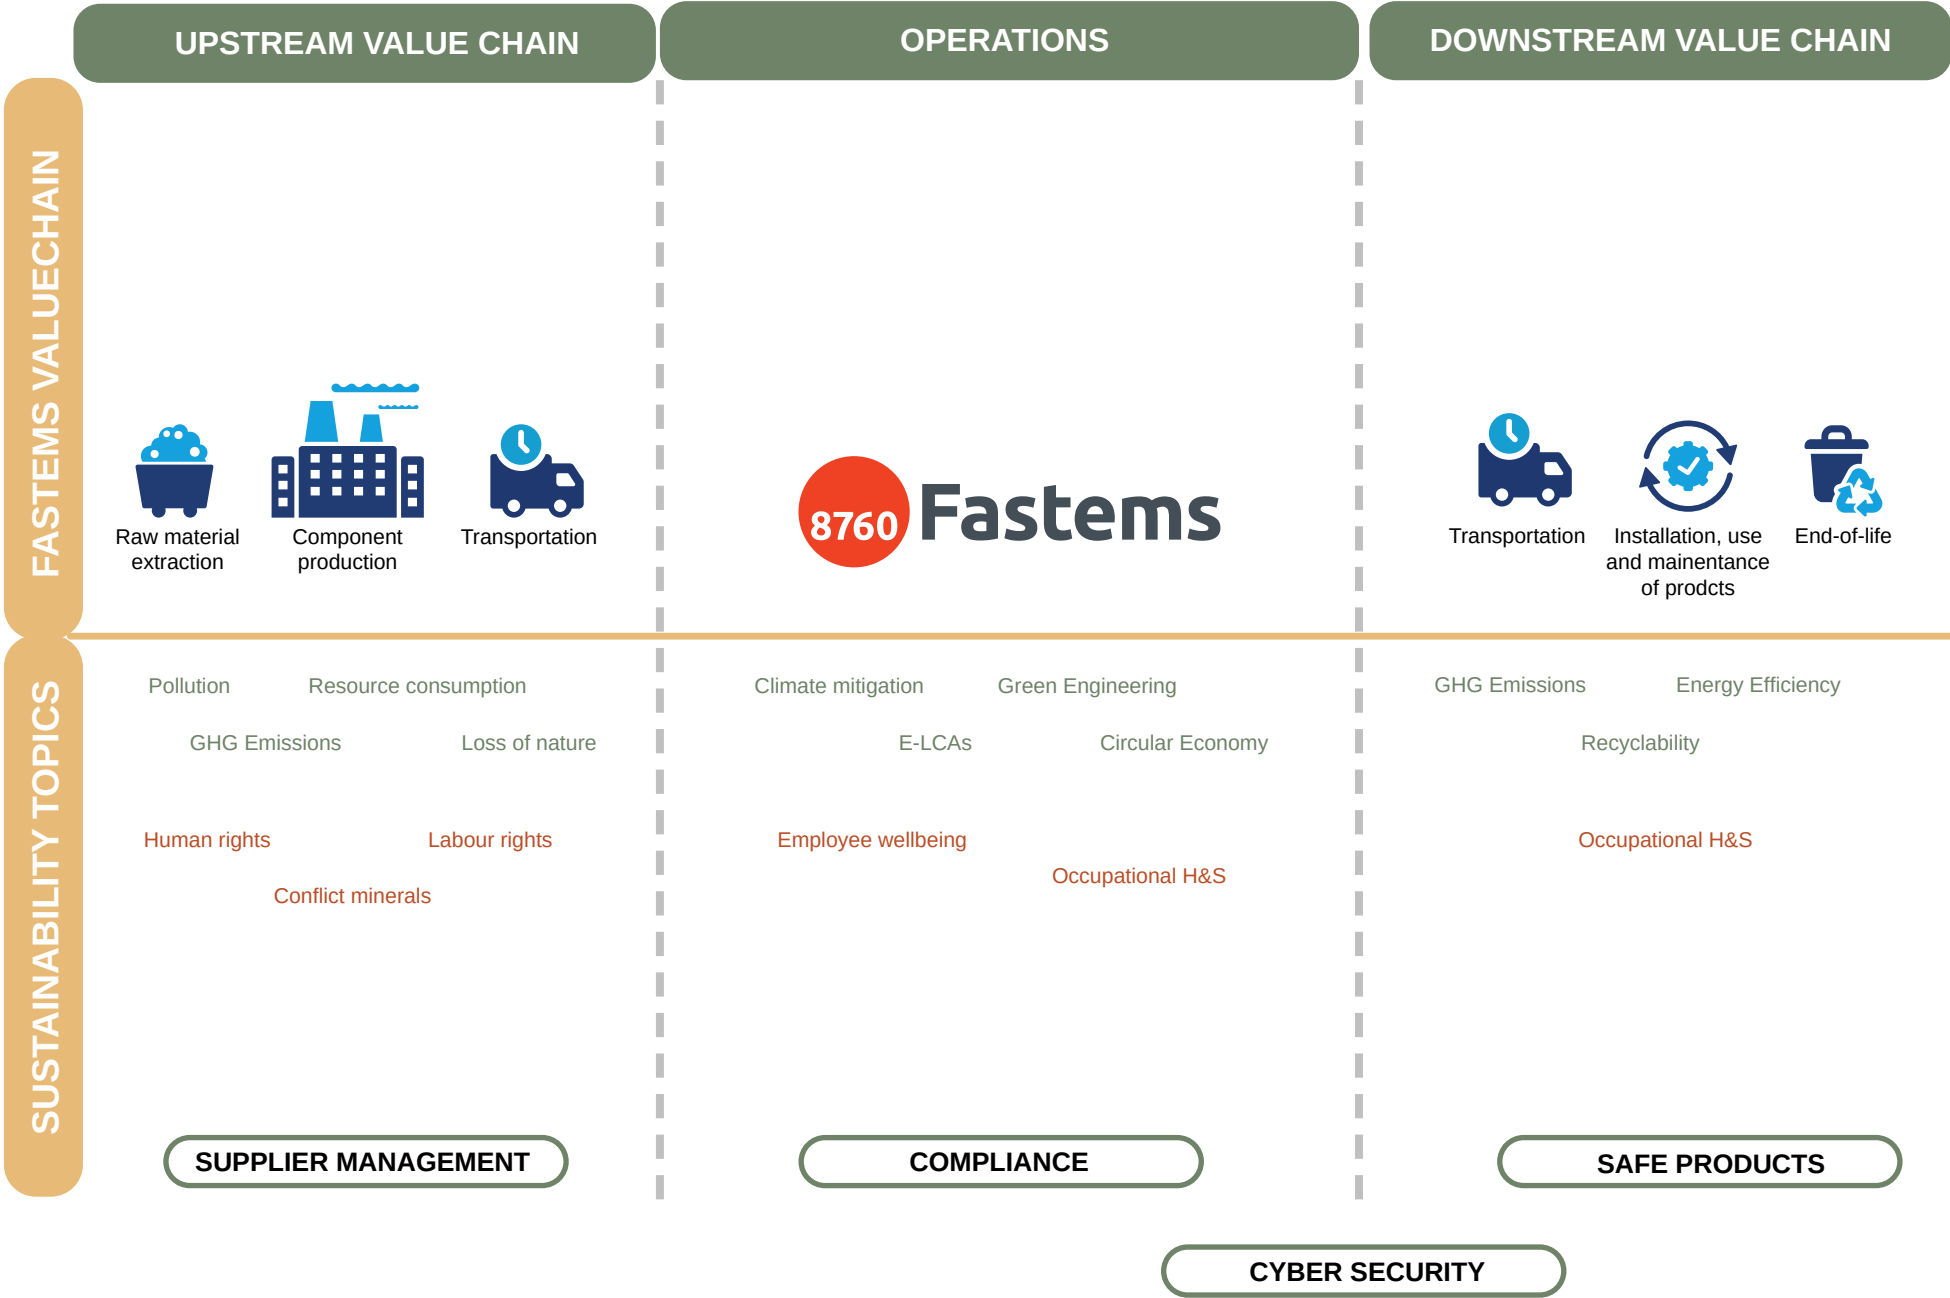 UPSTREAM VALUE CHAIN
OPERATIONS
DOWNSTREAM VALUE CHAIN
FASTEMS VALUECHAIN
Raw material
extraction
Component
production
Transportation
8760 Fastems
Transportation
Installation, use
and mainentance
of prodcts
End-of-life
SUSTAINABILITY TOPICS
Pollution
Resource consumption
GHG Emissions
Loss of nature
Human rights
Labour rights
Conflict minerals
Climate mitigation
Green Engineering
E-LCAs
Circular Economy
Employee wellbeing
Occupational H&S
GHG Emissions
Energy Efficiency
Recyclability
Occupational H&S
SUPPLIER MANAGEMENT
COMPLIANCE
SAFE PRODUCTS
CYBER SECURITY